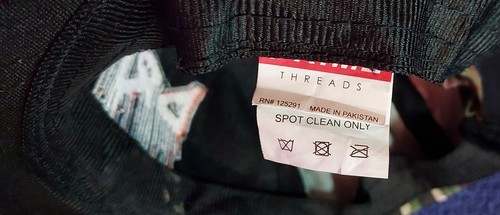 THREADS
RN# 125291 MADE IN PAKISTAN
SPOT CLEAN ONLY